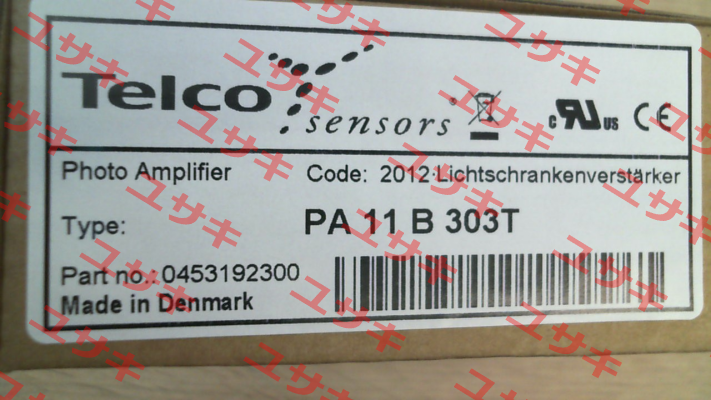 Telco
sensors
c RU us CE
Photo Amplifier Code: 2012 Lichtschrankenverstärker
Type: PA 11 B 303T
Part no.: 0453192300
Made in Denmark
ユサキ